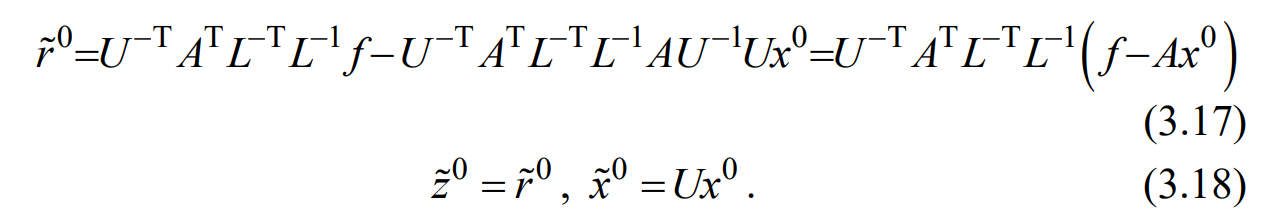 r̃⁰=U⁻ᵀAᵀL⁻ᵀL⁻¹f−U⁻ᵀAᵀL⁻ᵀL⁻¹AU⁻¹Ux⁰=U⁻ᵀAᵀL⁻ᵀL⁻¹(f−Ax⁰)
(3.17)
z̃⁰ = r̃⁰ , x̃⁰ = Ux⁰ . (3.18)